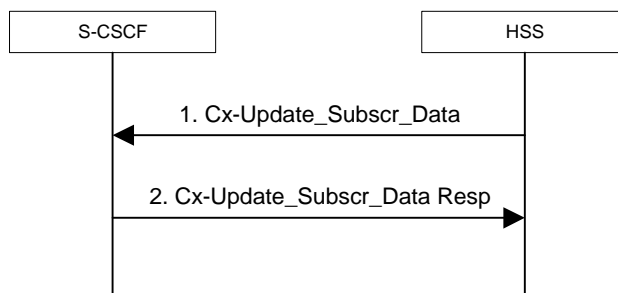 S-CSCF
HSS
1. Cx-Update_Subscr_Data
2. Cx-Update_Subscr_Data Resp